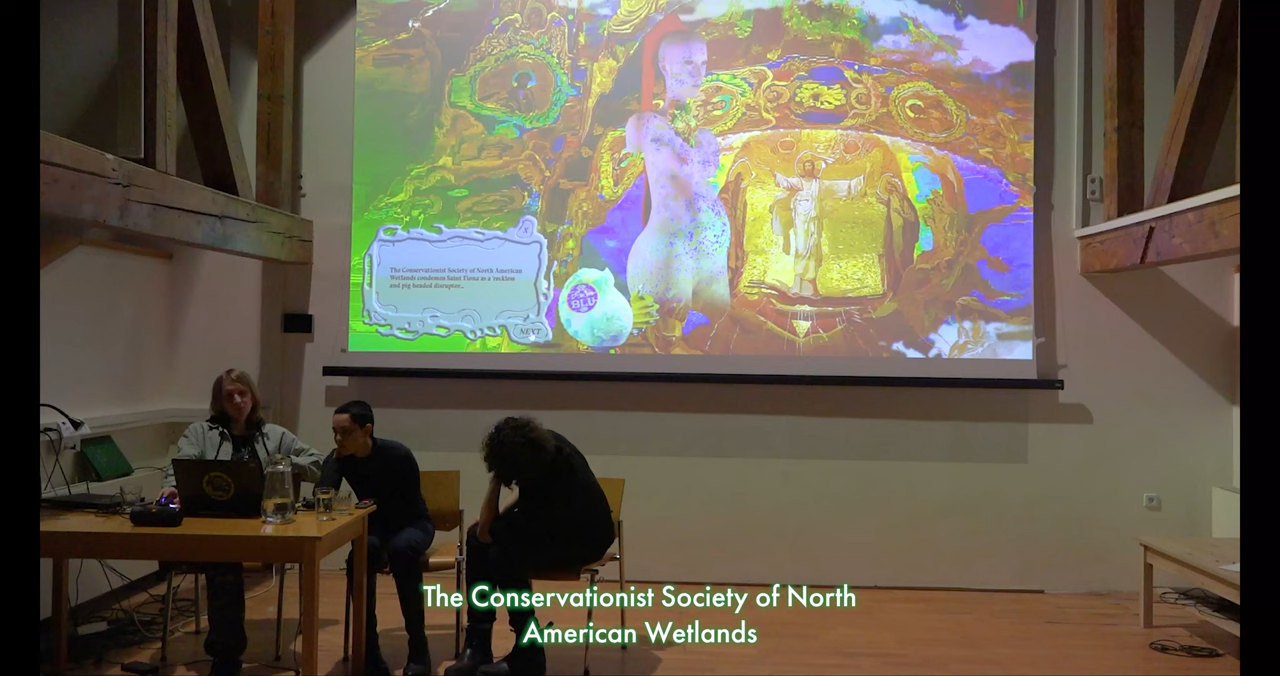 X
The Conservationist Society of North American
Wetlands condemns Saint Fiona as a 'reckless
and pig headed disruptor..
NEXT
BLU
The Conservationist Society of North
American Wetlands